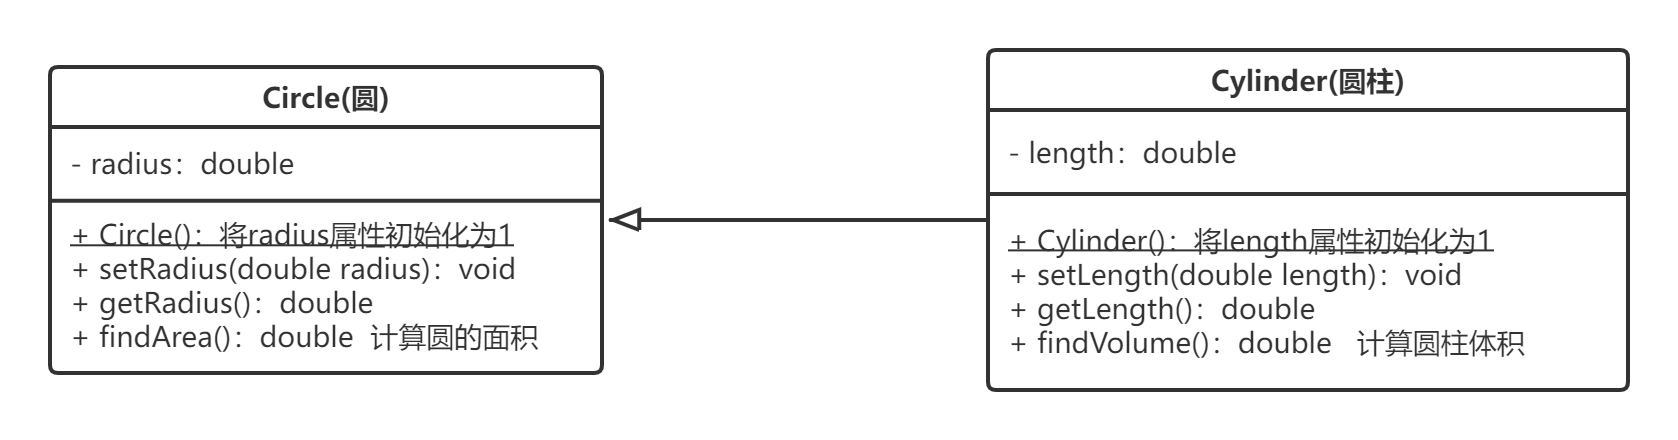 Circle(圆)
- radius：double
+ Circle()：将radius属性初始化为1
+ setRadius(double radius)：void
+ getRadius()：double
+ findArea()：double 计算圆的面积
Cylinder(圆柱)
- length：double
+ Cylinder()：将length属性初始化为1
+ setLength(double length)：void
+ getLength()：double
+ findVolume()：double 计算圆柱体积